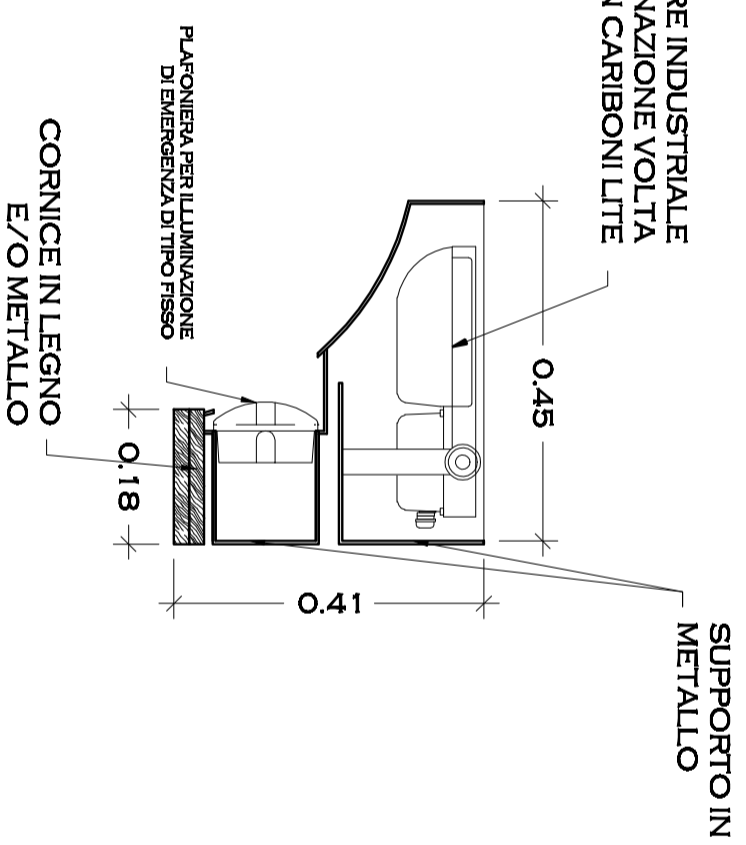 RE INDUSTRIALE
NAZIONE VOLTA
N CARIBONI LITE
SUPPORTO IN
METALLO
0.45
0.41
0.18
PLAFONIERA PER ILLUMINAZIONE
DI EMERGENZA DI TIPO FISSO
CORNICE IN LEGNO
E/O METALLO